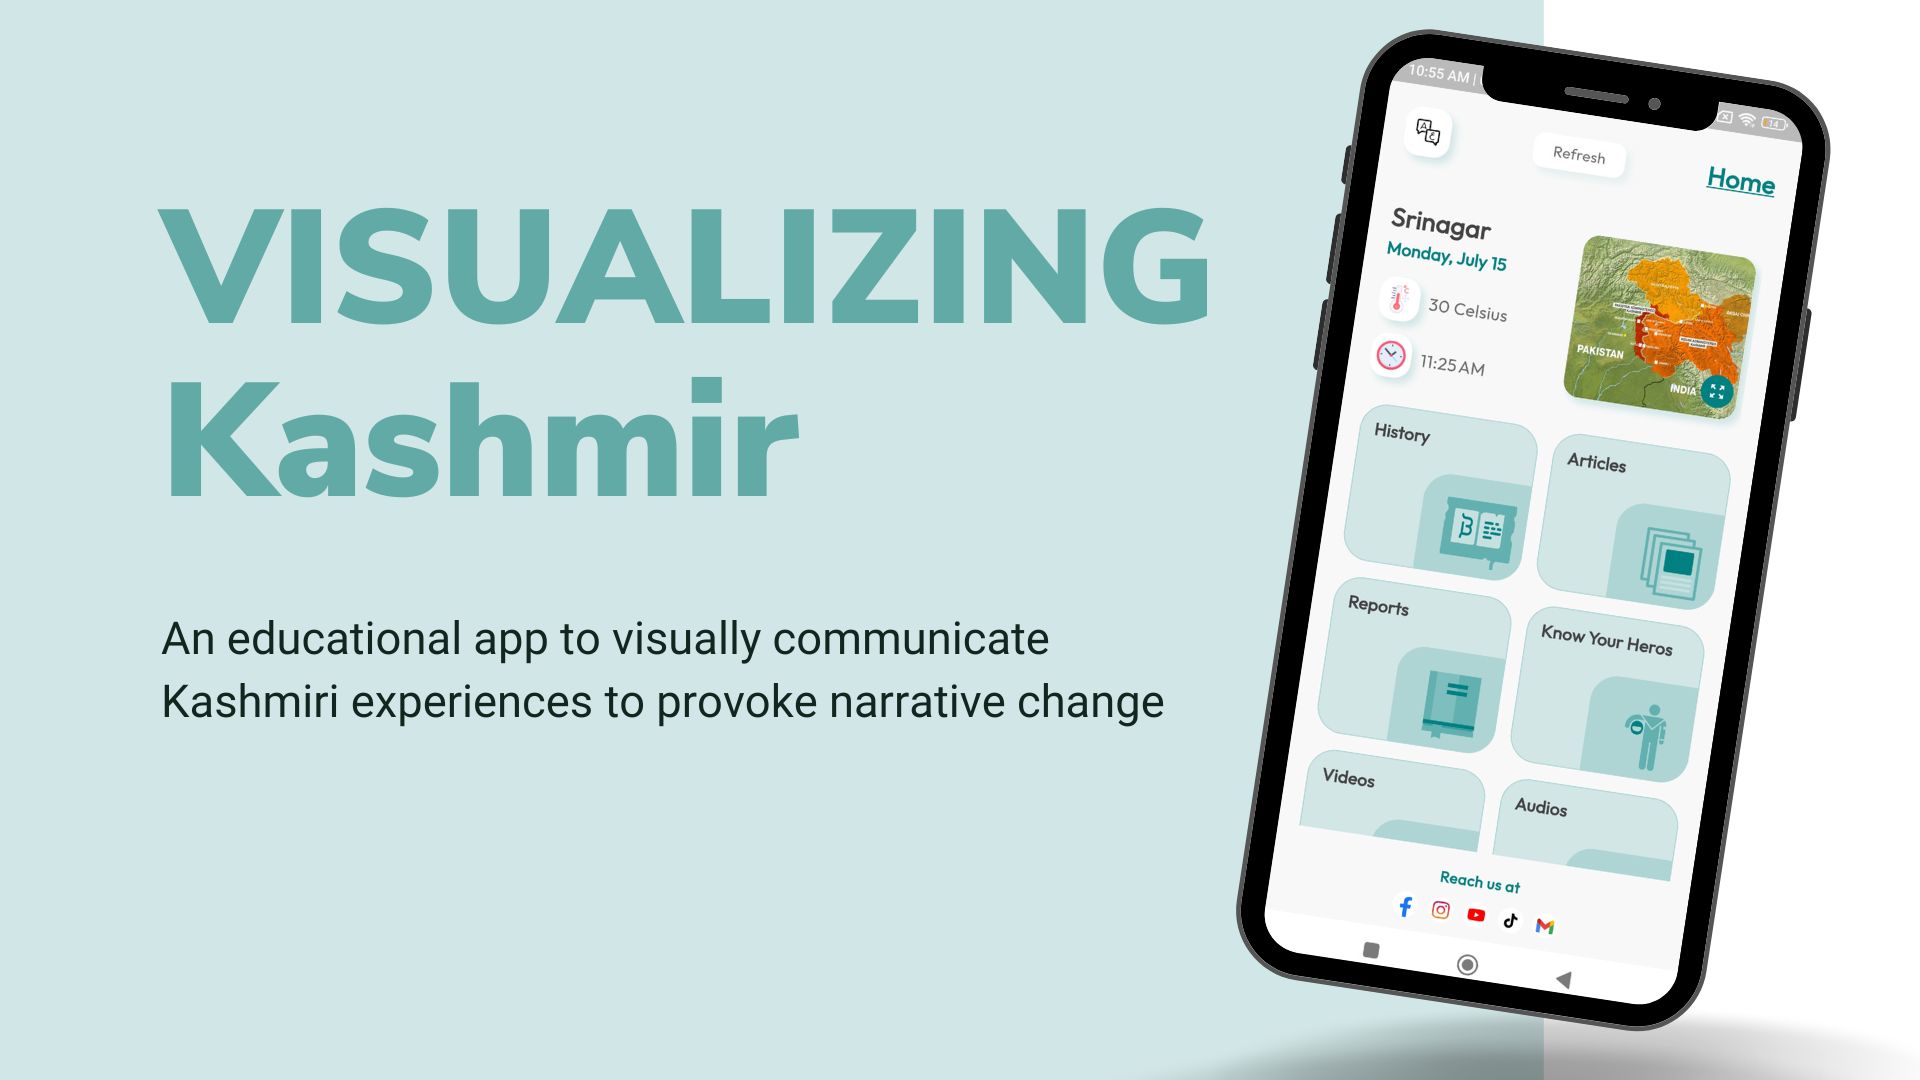 VISUALIZING
Kashmir
An educational app to visually communicate
Kashmiri experiences to provoke narrative change
10:55 AM |
14
Refresh
Home
Srinagar
Monday, July 15
30 Celsius
11:25 AM
PAKISTAN
INDIA
History
Articles
Reports
Know Your Heros
Videos
Audios
Reach us at